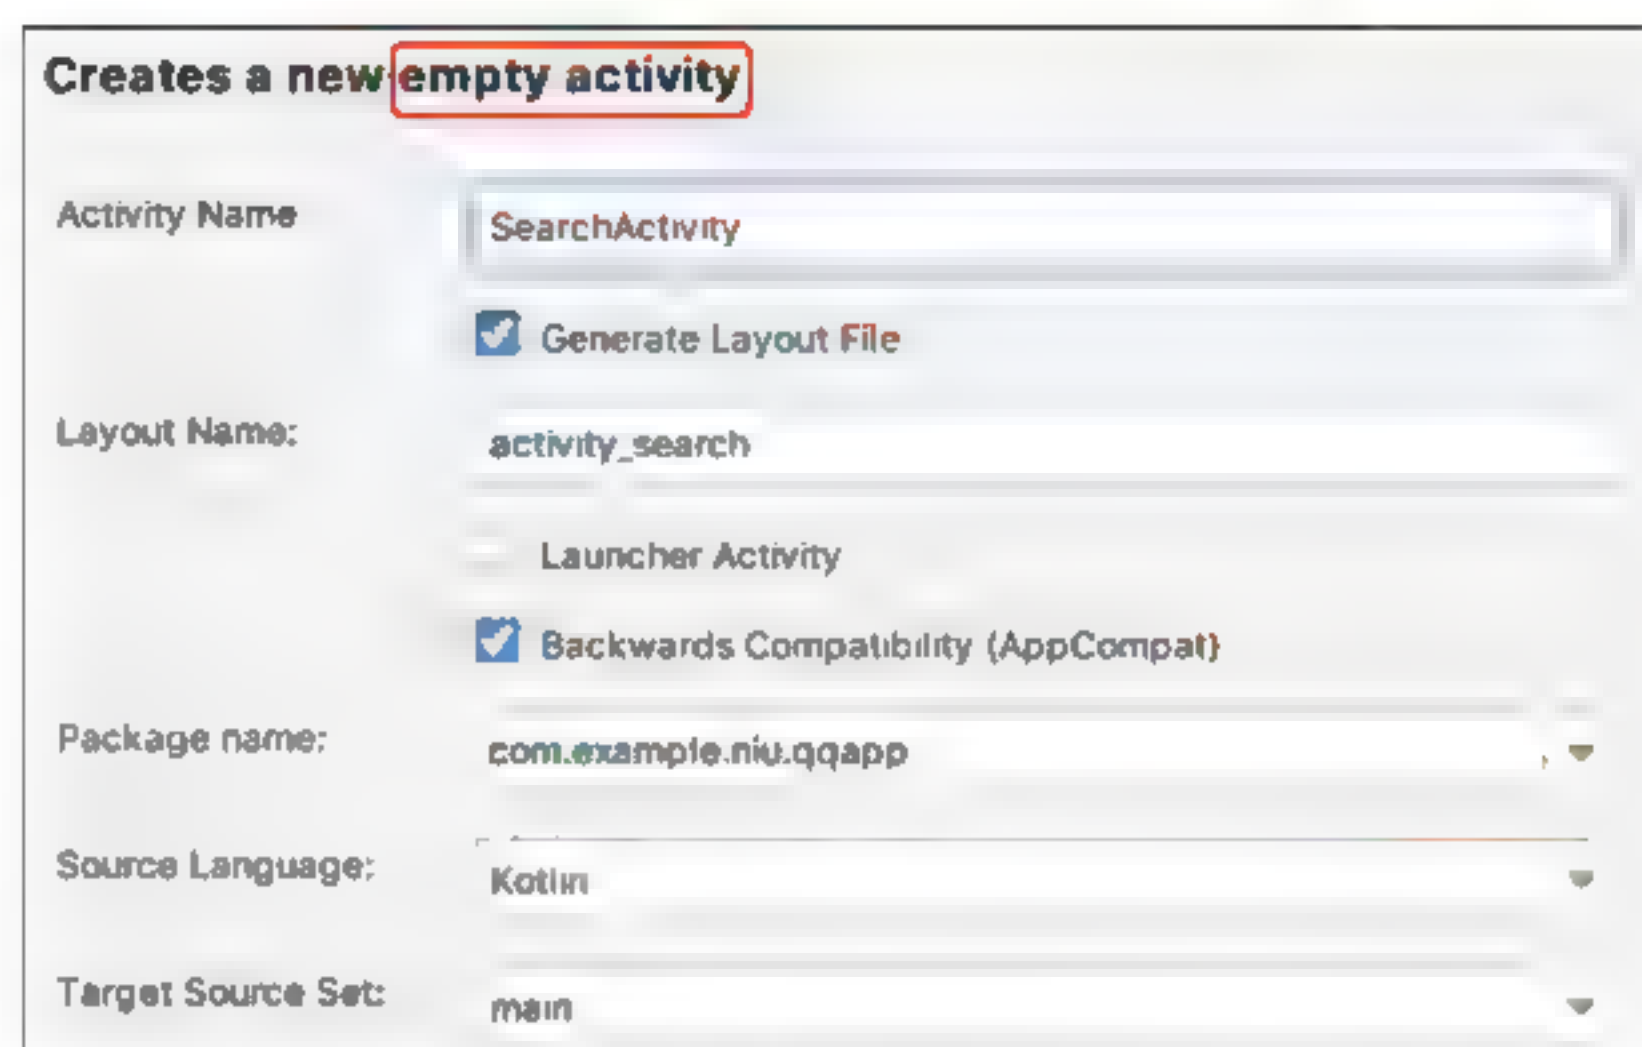 Creates a new empty activity
Activity Name
SearchActivity
Generate Layout File
Layout Name:
activity_search
Launcher Activity
Backwards Compatibility (AppCompat)
Package name:
com.example.niu.qqapp
Source Language:
Kotlin
Target Source Set:
main